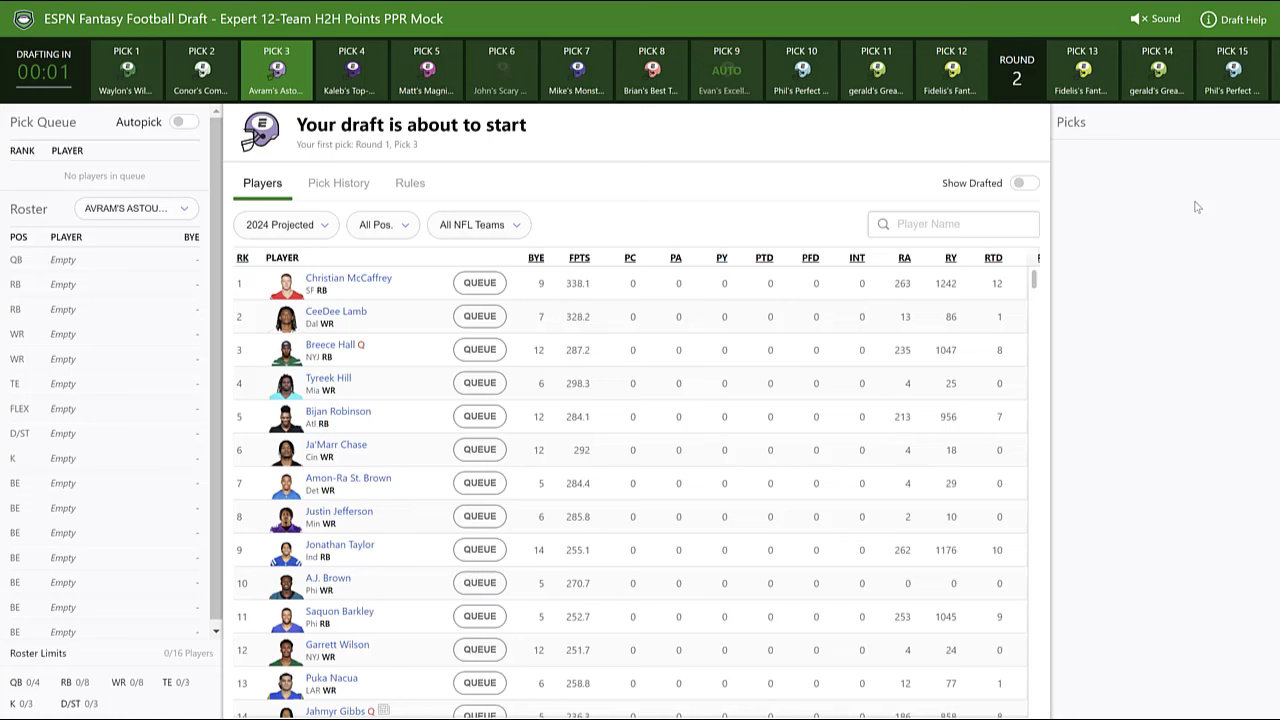 ESPN Fantasy Football Draft - Expert 12-Team H2H Points PPR Mock
Sound
Draft Help
DRAFTING IN
00:01
PICK 1
Waylon's Wil...
PICK 2
Conor's Com...
PICK 3
Avram's Asto...
PICK 4
Kaleb's Top-...
PICK 5
Matt's Magni...
PICK 6
John's Scary ...
PICK 7
Mike's Monst...
PICK 8
Brian's Best T...
PICK 9
AUTO
Evan's Excell...
PICK 10
Phil's Perfect ...
PICK 11
gerald's Grea...
PICK 12
Fidelis's Fant...
ROUND
2
PICK 13
Fidelis's Fant...
PICK 14
gerald's Grea...
PICK 15
Phil's Perfect ...
Pick Queue Autopick
RANK PLAYER
No players in queue
Roster AVRAM'S ASTOU...
POS PLAYER BYE
QB Empty -
RB Empty -
RB Empty -
WR Empty -
WR Empty -
TE Empty -
FLEX Empty -
D/ST Empty -
K Empty -
BE Empty -
BE Empty -
BE Empty -
BE Empty -
BE Empty -
BE Empty -
BE Empty -
Roster Limits 0/16 Players
QB 0/4 RB 0/8 WR 0/8 TE 0/3
K 0/3 D/ST 0/3
Your draft is about to start
Your first pick: Round 1, Pick 3
Players Pick History Rules
Show Drafted
2024 Projected All Pos. All NFL Teams
Player Name
RK PLAYER BYE FPTS PC PA PY PTD PFD INT RA RY RTD
1 Christian McCaffrey SF RB QUEUE 9 338.1 0 0 0 0 0 0 263 1242 12
2 CeeDee Lamb Dal WR QUEUE 7 328.2 0 0 0 0 0 0 13 86 1
3 Breece Hall Q NYJ RB QUEUE 12 287.2 0 0 0 0 0 0 235 1047 8
4 Tyreek Hill Mia WR QUEUE 6 298.3 0 0 0 0 0 0 4 25 0
5 Bijan Robinson Atl RB QUEUE 12 284.1 0 0 0 0 0 0 213 956 7
6 Ja'Marr Chase Cin WR QUEUE 12 292 0 0 0 0 0 0 4 18 0
7 Amon-Ra St. Brown Det WR QUEUE 5 284.4 0 0 0 0 0 0 4 29 0
8 Justin Jefferson Min WR QUEUE 6 285.8 0 0 0 0 0 0 2 10 0
9 Jonathan Taylor Ind RB QUEUE 14 255.1 0 0 0 0 0 0 262 1176 10
10 A.J. Brown Phi WR QUEUE 5 270.7 0 0 0 0 0 0 0 0 0
11 Saquon Barkley Phi RB QUEUE 5 252.7 0 0 0 0 0 0 253 1045 9
12 Garrett Wilson NYJ WR QUEUE 12 251.7 0 0 0 0 0 0 4 24 0
13 Puka Nacua LAR WR QUEUE 6 258.8 0 0 0 0 0 0 12 77 1
14 Jahmyr Gibbs Q QUEUE 5 236.3 0 0 0 0 0 0 186 858 8
Picks